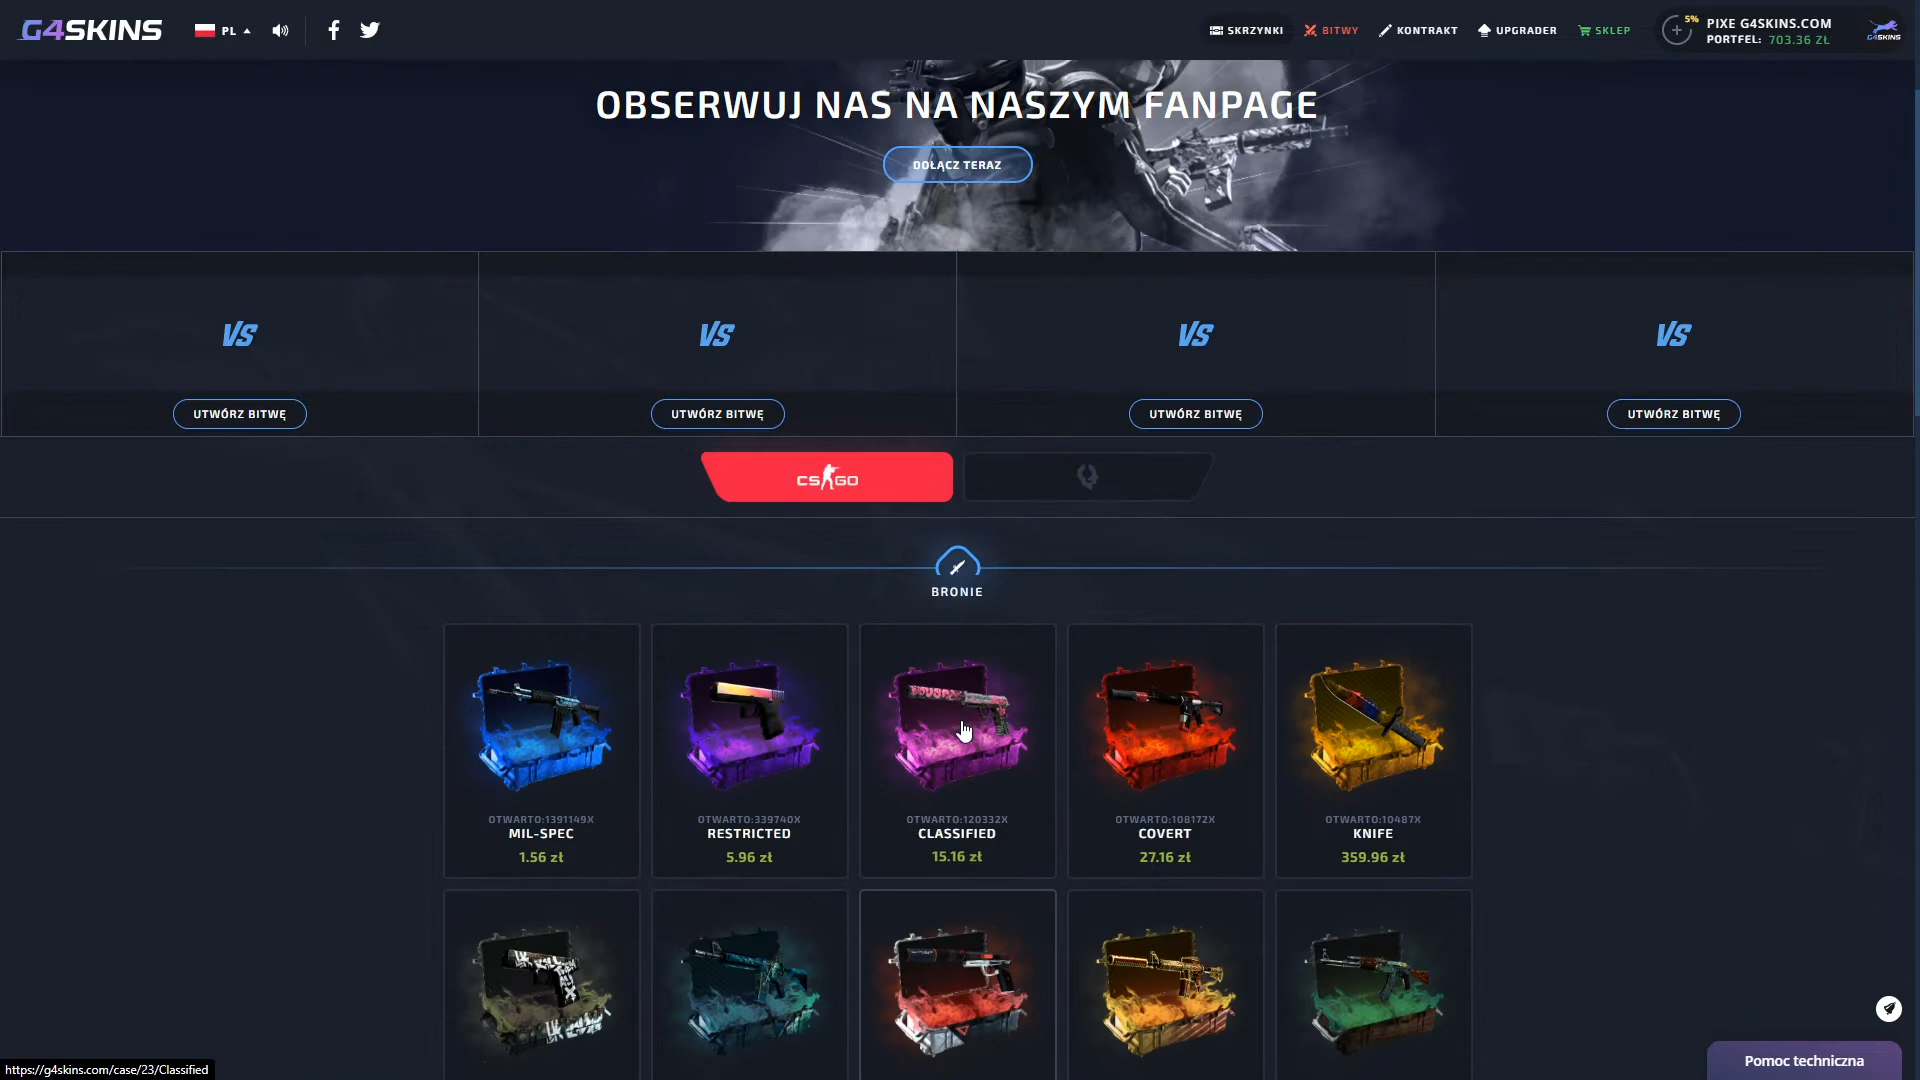 G4SKINS
PL
SKRZYNKI
BITWY
KONTRAKT
UPGRADER
SKLEP
5%
PIXE G4SKINS.COM
PORTFEL: 703.36 ZŁ
G4SKINS
OBSERWUJ NAS NA NASZYM FANPAGE
DOŁĄCZ TERAZ
VS
VS
VS
VS
UTWÓRZ BITWĘ
UTWÓRZ BITWĘ
UTWÓRZ BITWĘ
UTWÓRZ BITWĘ
CS GO
BRONIE
OTWARTO:1391149X
MIL-SPEC
1.56 zł
OTWARTO:339740X
RESTRICTED
5.96 zł
OTWARTO:120332X
CLASSIFIED
15.16 zł
OTWARTO:108172X
COVERT
27.16 zł
OTWARTO:10487X
KNIFE
359.96 zł
Pomoc techniczna
https://g4skins.com/case/23/Classified